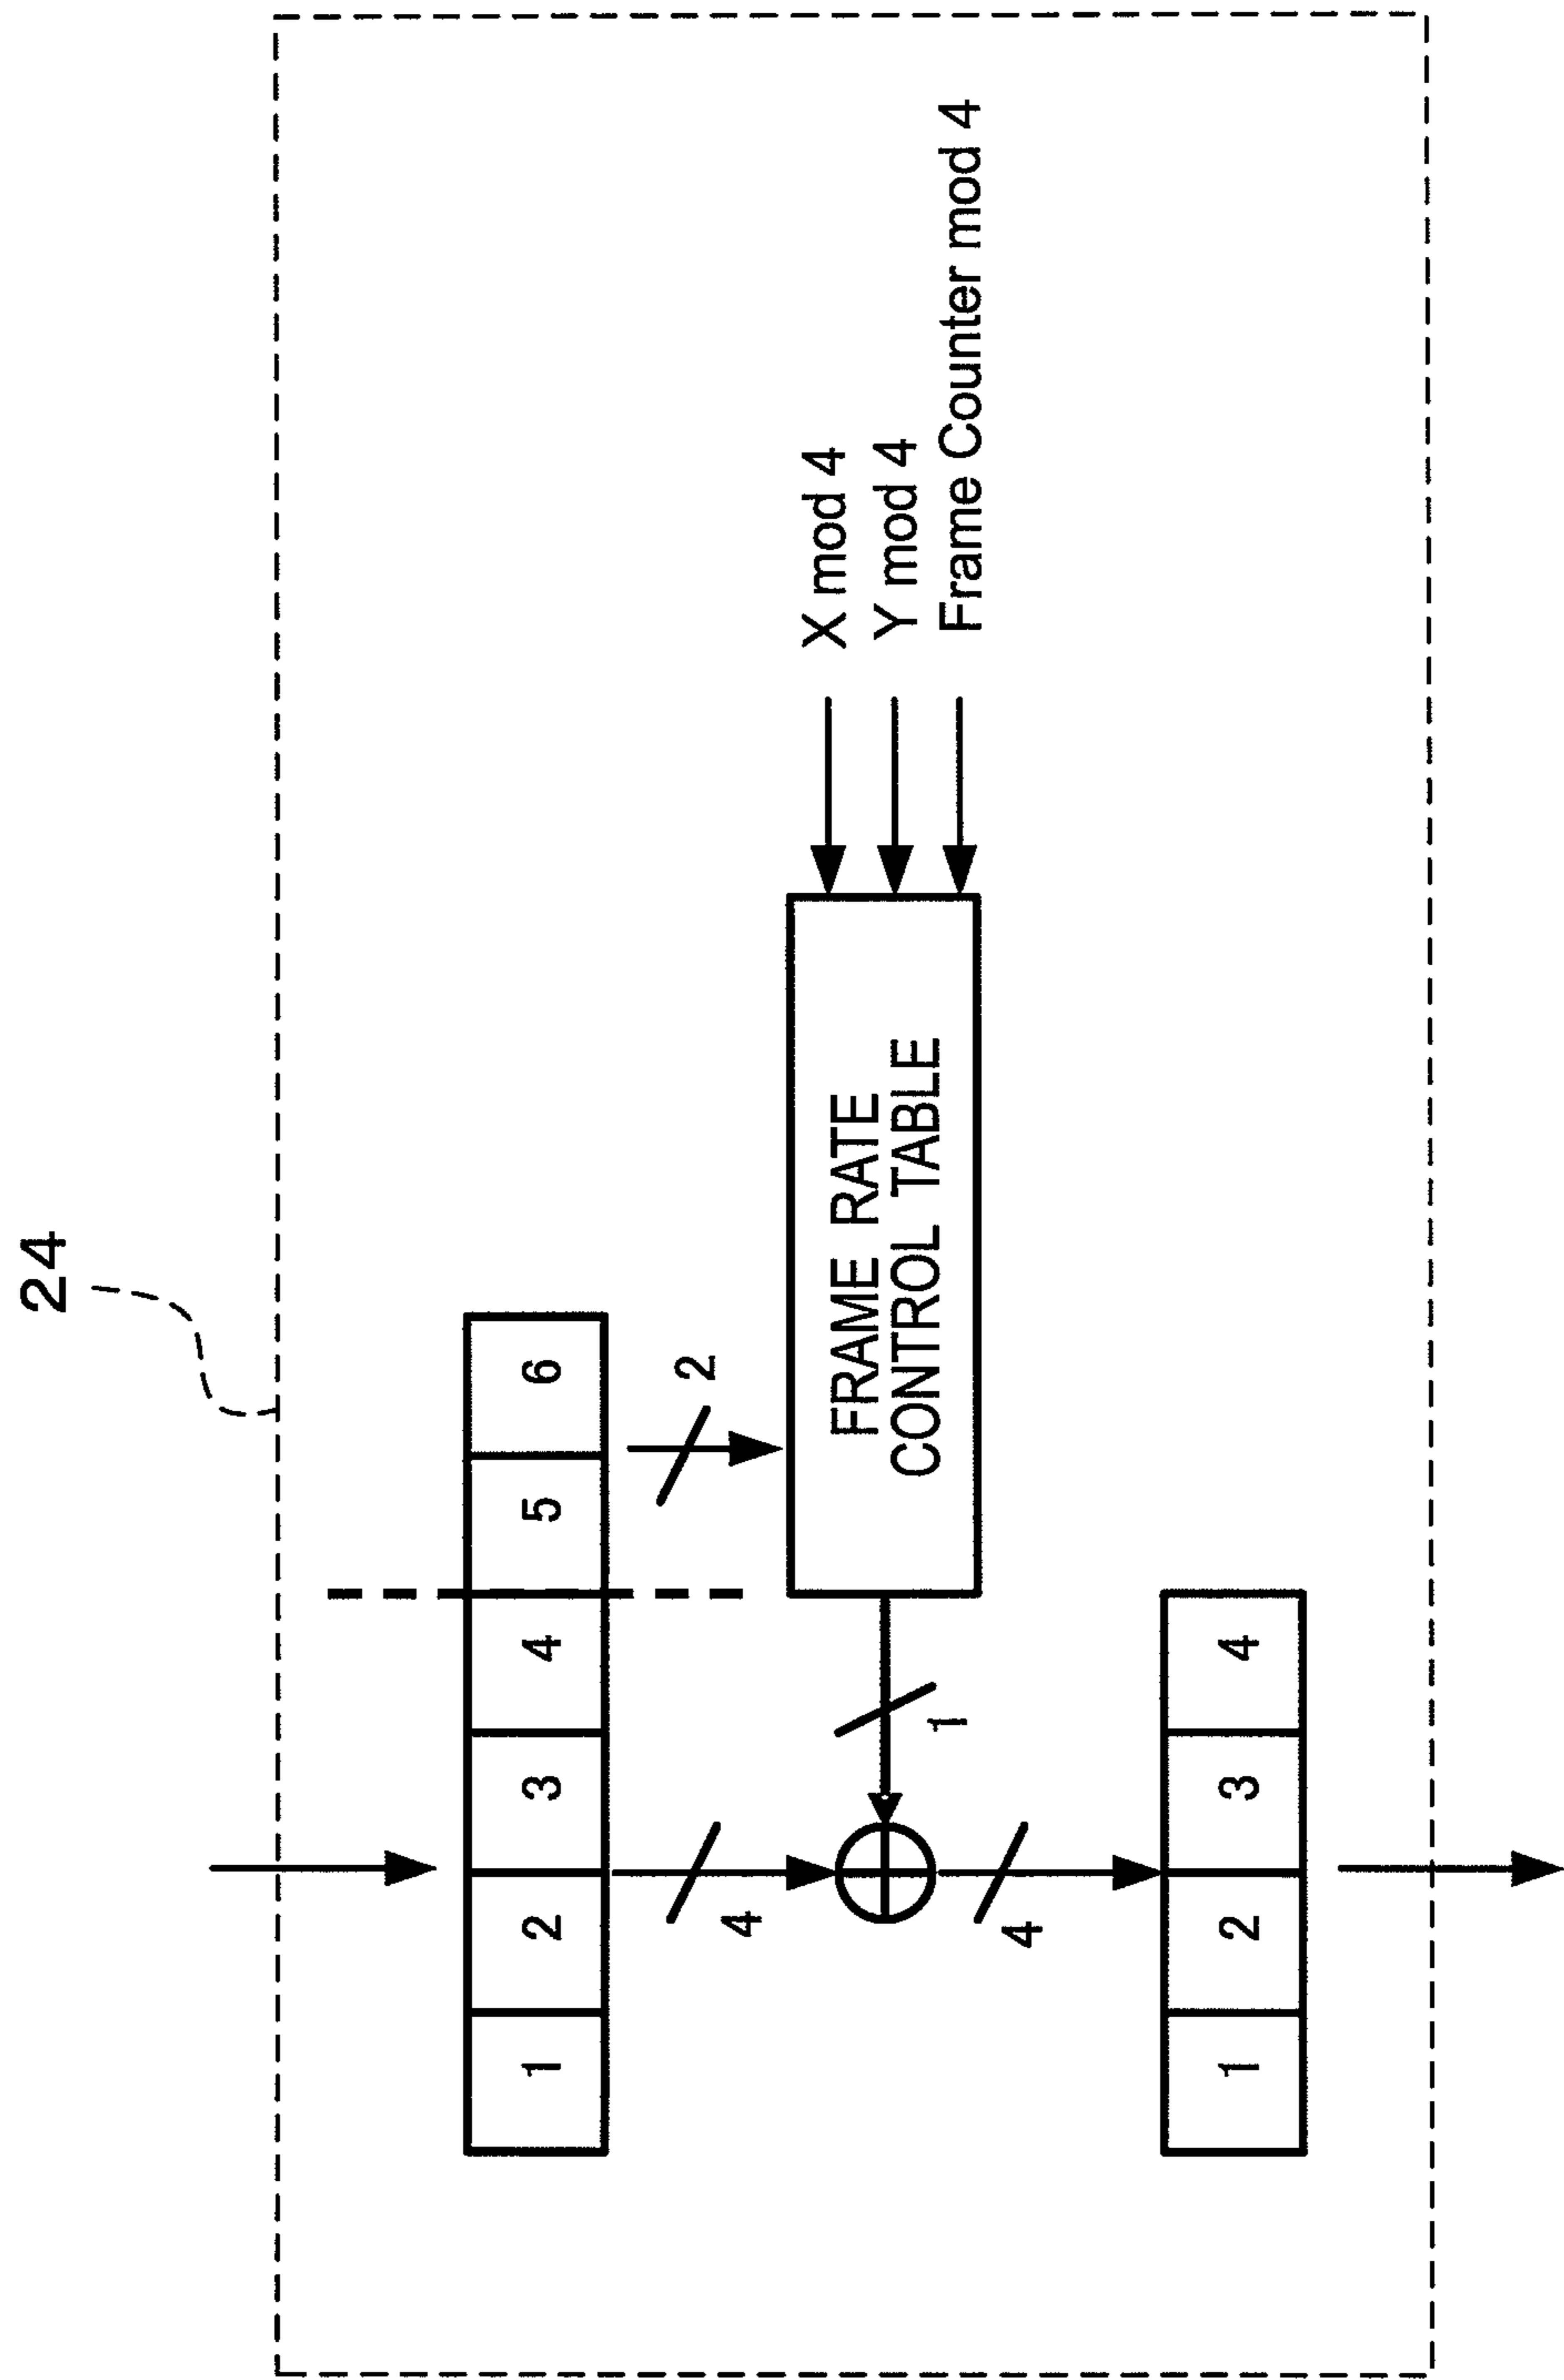 24
1 2 3 4 5 6
4
2
X mod 4
Y mod 4
Frame Counter mod 4
FRAME RATE
CONTROL TABLE
1
4
1 2 3 4